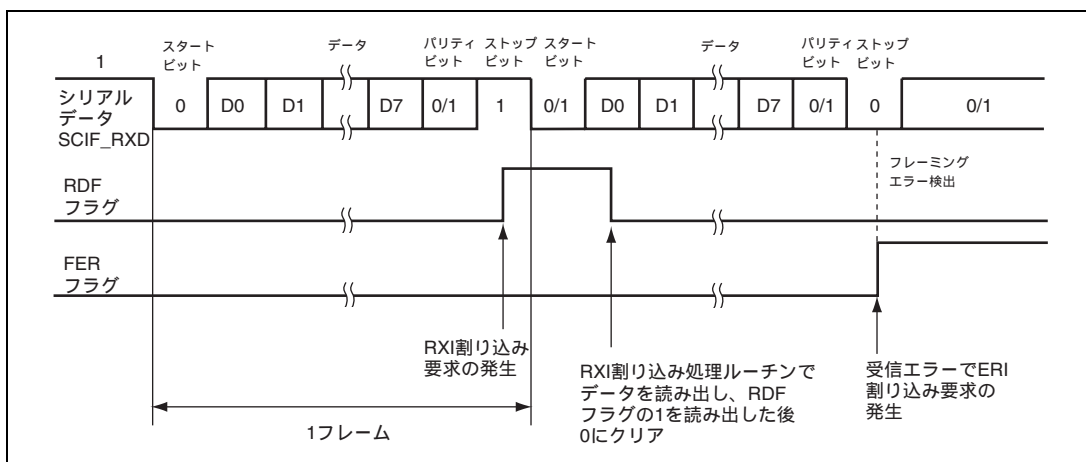 1
スタート
ビット
データ
パリティ
ビット
ストップ
ビット
スタート
ビット
データ
パリティ
ビット
ストップ
ビット
シリアル
データ
SCIF_RXD
0 D0 D1 D7 0/1 1 0/1 D0 D1 D7 0/1 0 0/1
フレーミング
エラー検出
RDF
フラグ
FER
フラグ
RXI割り込み
要求の発生
RXI割り込み処理ルーチンで
データを読み出し、RDF
フラグの1を読み出した後
0にクリア
受信エラーでERI
割り込み要求の
発生
1フレーム